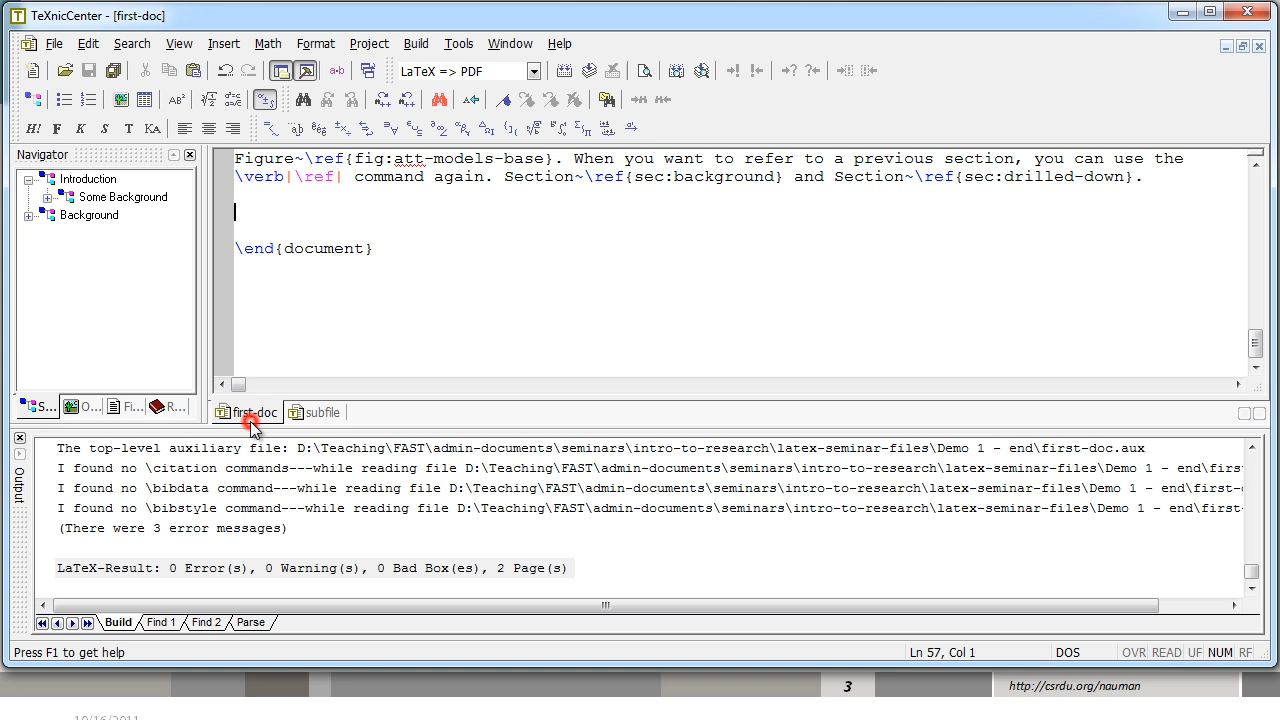 TeXnicCenter - [first-doc]
File Edit Search View Insert Math Format Project Build Tools Window Help
LaTeX => PDF
Navigator
Introduction
Some Background
Background
S... O... Fi... R...
Figure~\ref{fig:att-models-base}. When you want to refer to a previous section, you can use the
\verb|\ref| command again. Section~\ref{sec:background} and Section~\ref{sec:drilled-down}.
\end{document}
first-doc subfile
Output
The top-level auxiliary file: D:\Teaching\FAST\admin-documents\seminars\intro-to-research\latex-seminar-files\Demo 1 - end\first-doc.aux
I found no \citation commands---while reading file D:\Teaching\FAST\admin-documents\seminars\intro-to-research\latex-seminar-files\Demo 1 - end\firs
I found no \bibdata command---while reading file D:\Teaching\FAST\admin-documents\seminars\intro-to-research\latex-seminar-files\Demo 1 - end\first-
I found no \bibstyle command---while reading file D:\Teaching\FAST\admin-documents\seminars\intro-to-research\latex-seminar-files\Demo 1 - end\first
(There were 3 error messages)
LaTeX-Result: 0 Error(s), 0 Warning(s), 0 Bad Box(es), 2 Page(s)
Build Find 1 Find 2 Parse
Press F1 to get help Ln 57, Col 1 DOS OVR READ UF NUM RF
3 http://csrdu.org/nauman
10/16/2011